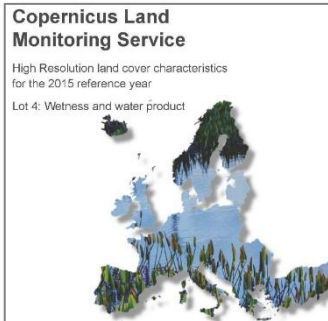 Copernicus Land
Monitoring Service
High Resolution land cover characteristics
for the 2015 reference year
Lot 4: Wetness and water product